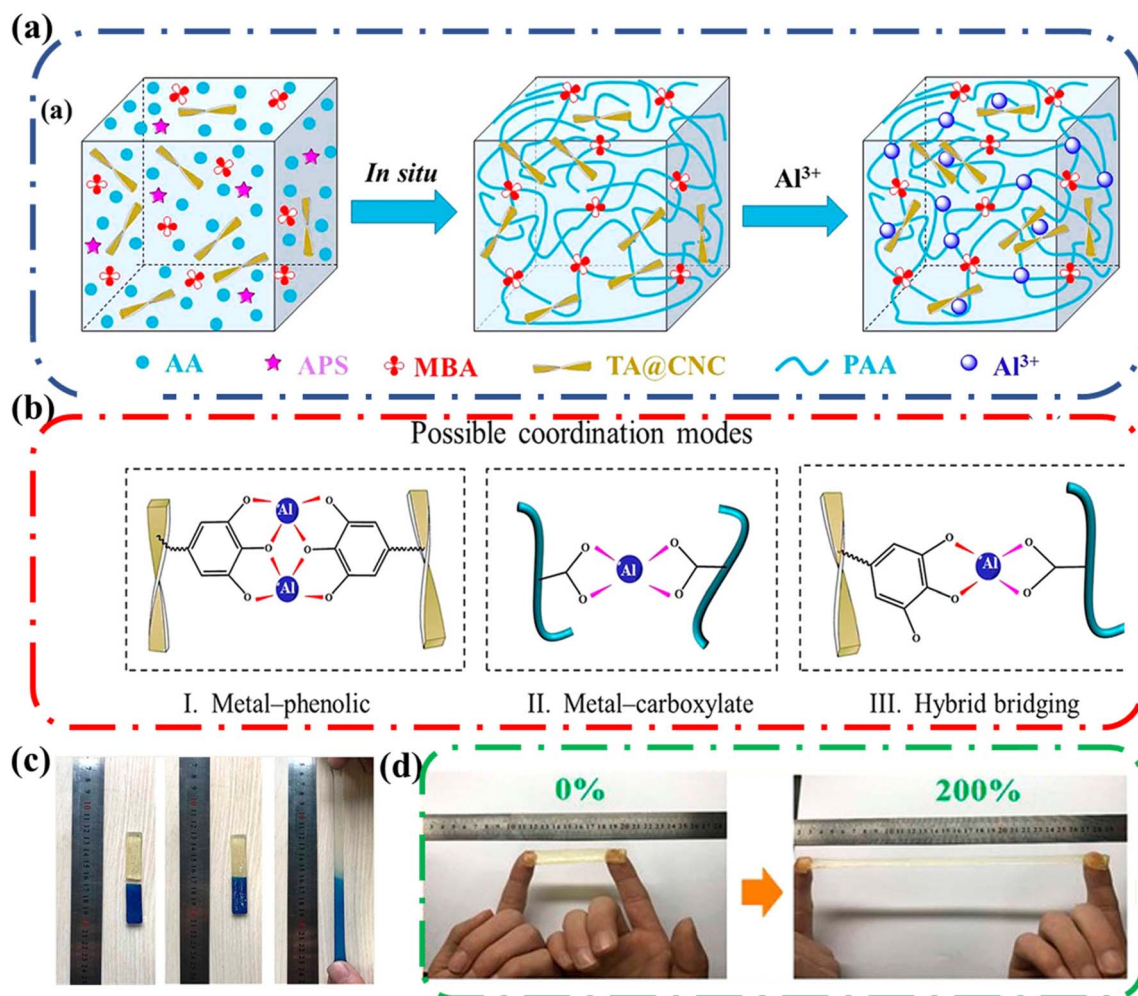 (a)
(a)
In situ
Al³⁺
AA
APS
MBA
TA@CNC
PAA
Al³⁺
(b)
Possible coordination modes
O
O
O
Al
Al
O
O
O
I. Metal–phenolic
O
O
Al
O
O
II. Metal–carboxylate
O
O
O
Al
O
O
III. Hybrid bridging
(c)
(d)
0%
200%